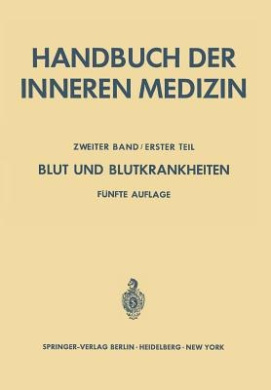 HANDBUCH DER
INNEREN MEDIZIN
ZWEITER BAND/ERSTER TEIL
BLUT UND BLUTKRANKHEITEN
FÜNFTE AUFLAGE
SPRINGER-VERLAG BERLIN · HEIDELBERG · NEW YORK